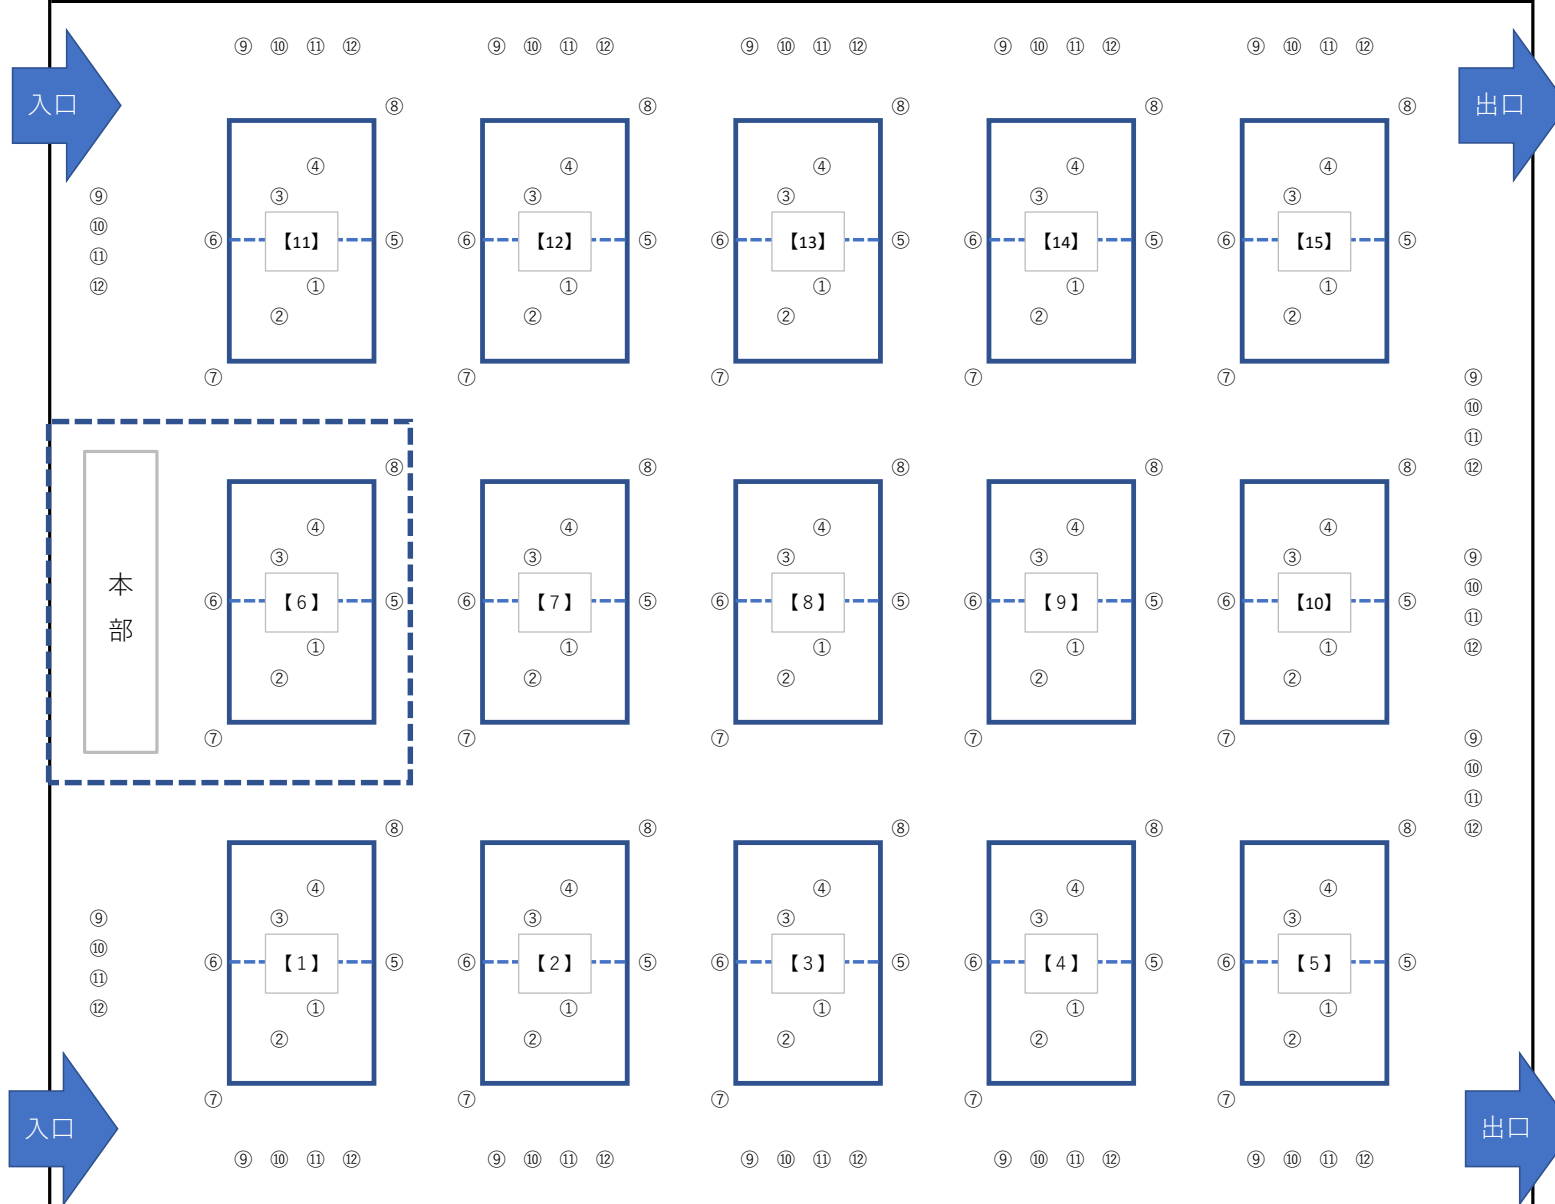 ⑨ ⑩ ⑪ ⑫ ⑨ ⑩ ⑪ ⑫ ⑨ ⑩ ⑪ ⑫ ⑨ ⑩ ⑪ ⑫ ⑨ ⑩ ⑪ ⑫
入口 ⑧ ⑧ ⑧ ⑧ ⑧ 出口
④ ④ ④ ④ ④
⑨ ③ ③ ③ ③ ③
⑩
⑥ 【11】 ⑤ ⑥ 【12】 ⑤ ⑥ 【13】 ⑤ ⑥ 【14】 ⑤ ⑥ 【15】 ⑤
⑪
⑫ ① ① ① ① ①
② ② ② ② ②
⑦ ⑦ ⑦ ⑦ ⑦ ⑨
⑩
⑪
⑧ ⑧ ⑧ ⑧ ⑧ ⑫
④ ④ ④ ④ ④
③ ③ ③ ③ ③ ⑨
本 ⑩
⑥ 【6】 ⑤ ⑥ 【7】 ⑤ ⑥ 【8】 ⑤ ⑥ 【9】 ⑤ ⑥ 【10】 ⑤
⑪
部
① ① ① ① ① ⑫
② ② ② ② ②
⑦ ⑦ ⑦ ⑦ ⑦ ⑨
⑩
⑪
⑧ ⑧ ⑧ ⑧ ⑧ ⑫
④ ④ ④ ④ ④
⑨ ③ ③ ③ ③ ③
⑩
⑥ 【1】 ⑤ ⑥ 【2】 ⑤ ⑥ 【3】 ⑤ ⑥ 【4】 ⑤ ⑥ 【5】 ⑤
⑪
⑫ ① ① ① ① ①
② ② ② ② ②
⑦ ⑦ ⑦ ⑦ ⑦
入口 出口
⑨ ⑩ ⑪ ⑫ ⑨ ⑩ ⑪ ⑫ ⑨ ⑩ ⑪ ⑫ ⑨ ⑩ ⑪ ⑫ ⑨ ⑩ ⑪ ⑫